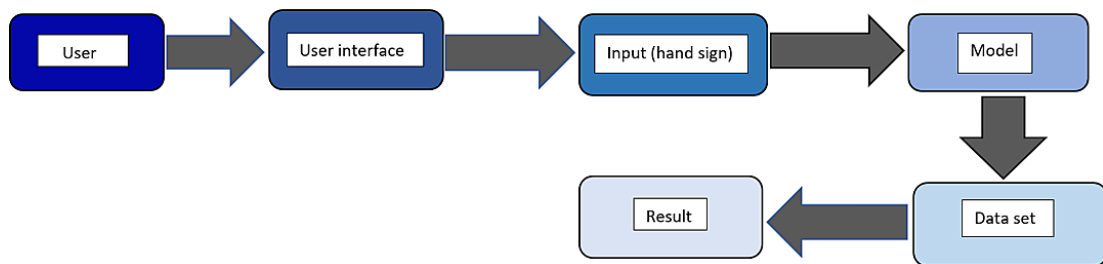 User
User interface
Input (hand sign)
Model
Result
Data set